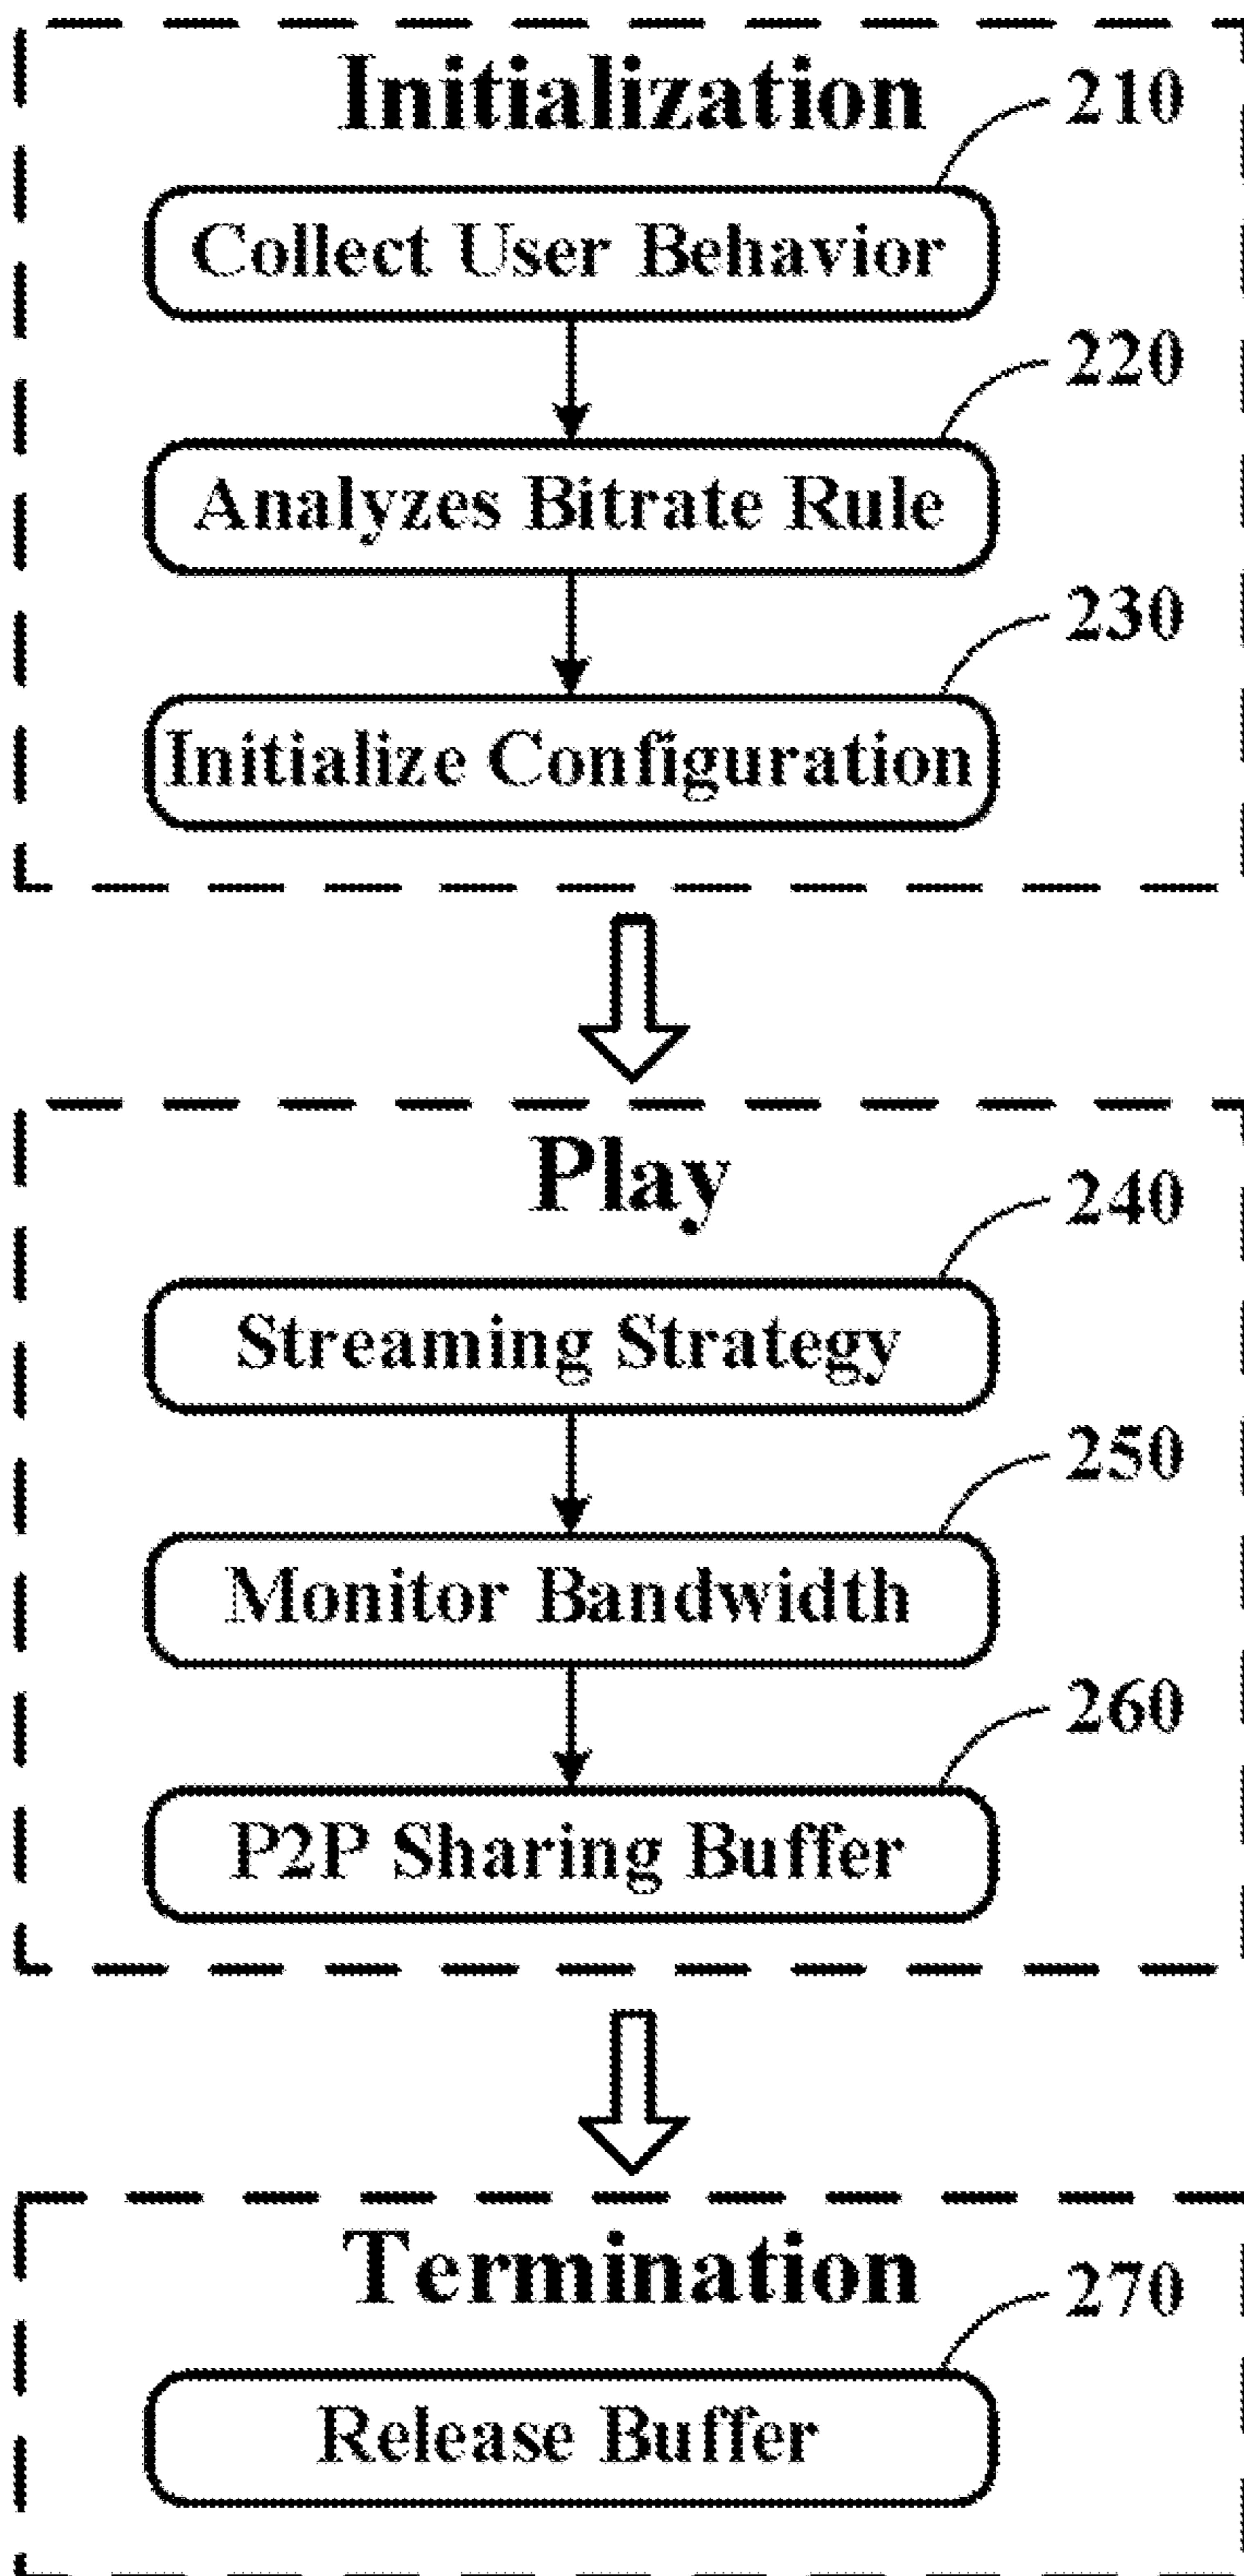 Initialization
210
Collect User Behavior
220
Analyzes Bitrate Rule
230
Initialize Configuration
Play
240
Streaming Strategy
250
Monitor Bandwidth
260
P2P Sharing Buffer
Termination
270
Release Buffer